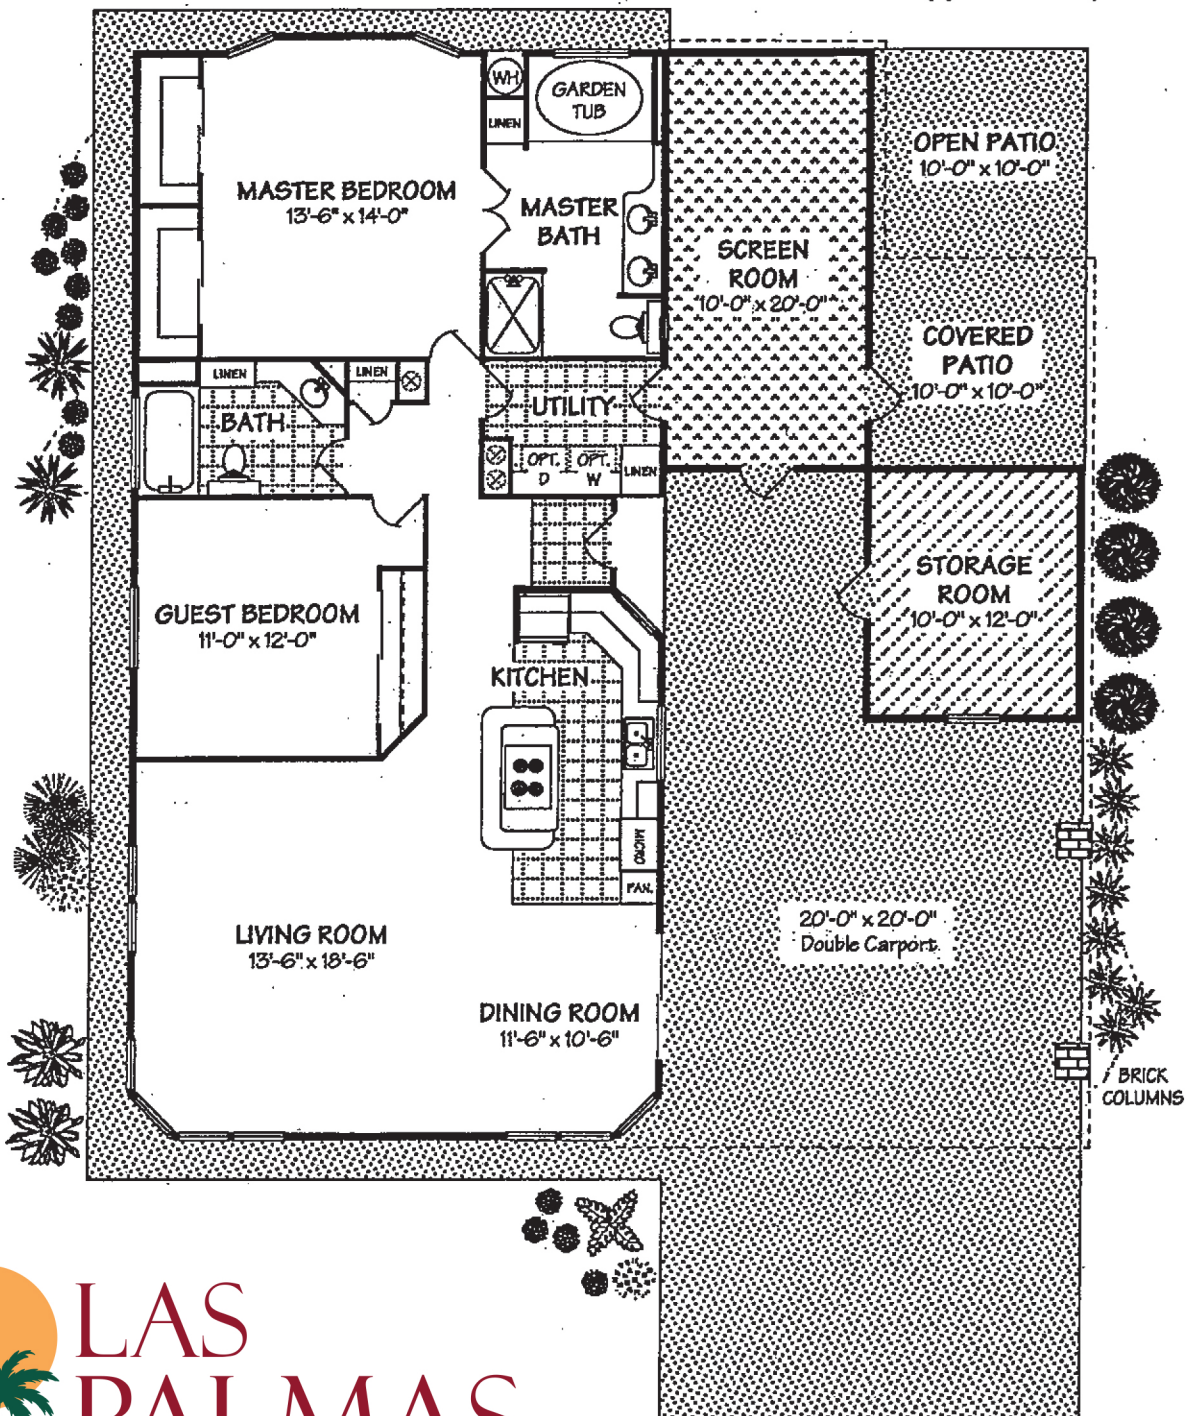 WH
GARDEN
TUB
LINEN
OPEN PATIO
10'-0" x 10'-0"
MASTER BEDROOM
13'-6" x 14'-0"
MASTER
BATH
SCREEN
ROOM
10'-0" x 20'-0"
COVERED
PATIO
10'-0" x 10'-0"
LINEN
LINEN
BATH
UTILITY
OPT.
D
OPT.
W
LINEN
STORAGE
ROOM
10'-0" x 12'-0"
GUEST BEDROOM
11'-0" x 12'-0"
KITCHEN
MICRO
PAN.
20'-0" x 20'-0"
Double Carport
LIVING ROOM
13'-6" x 18'-6"
DINING ROOM
11'-6" x 10'-6"
BRICK
COLUMNS
LAS
PALMAS